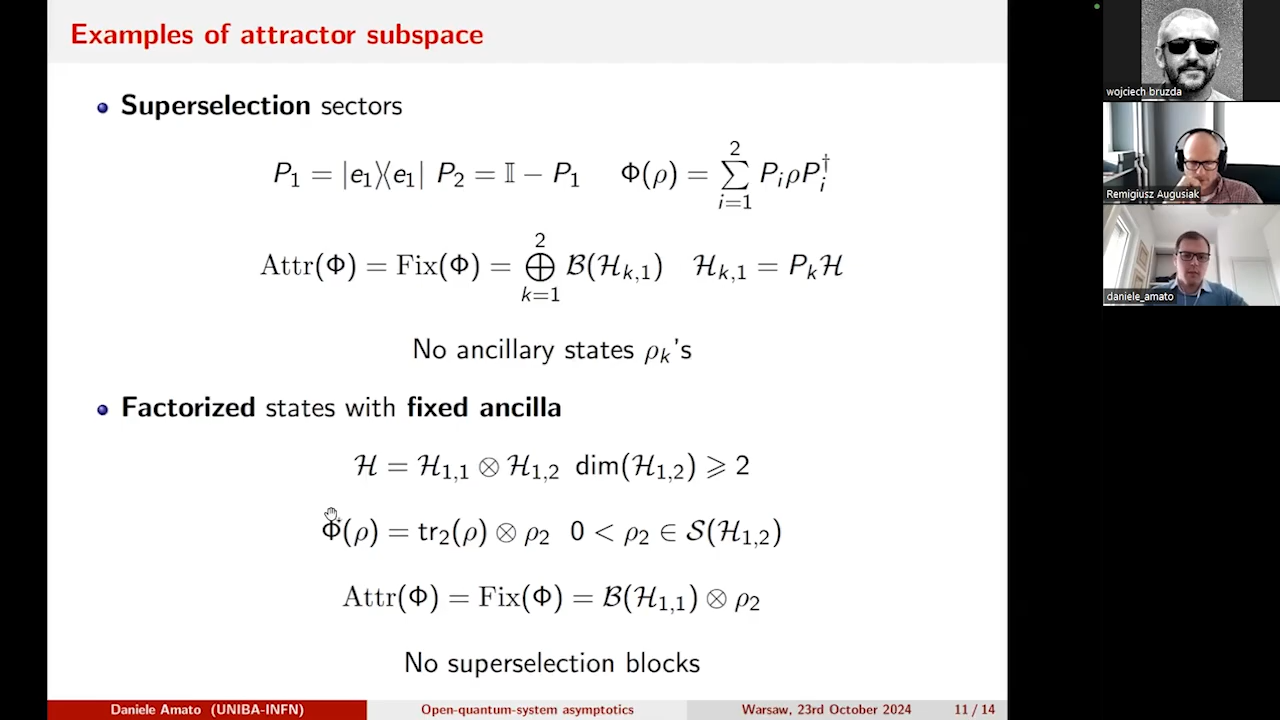 Examples of attractor subspace
Superselection sectors
P₁ = |e₁⟩⟨e₁| P₂ = 𝕀 − P₁ Φ(ρ) = ∑_{i=1}^{2} P_i ρ P_i^†
Attr(Φ) = Fix(Φ) = ⨁_{k=1}^{2} ℬ(ℋ_{k,1}) ℋ_{k,1} = P_kℋ
No ancillary states ρ_k's
Factorized states with fixed ancilla
ℋ = ℋ_{1,1} ⊗ ℋ_{1,2} dim(ℋ_{1,2}) ⩾ 2
Φ(ρ) = tr₂(ρ) ⊗ ρ₂ 0 < ρ₂ ∈ 𝒮(ℋ_{1,2})
Attr(Φ) = Fix(Φ) = ℬ(ℋ_{1,1}) ⊗ ρ₂
No superselection blocks
Daniele Amato (UNIBA-INFN) Open-quantum-system asymptotics Warsaw, 23rd October 2024 11 / 14
wojciech bruzda
Remigiusz Augusiak
daniele_amato